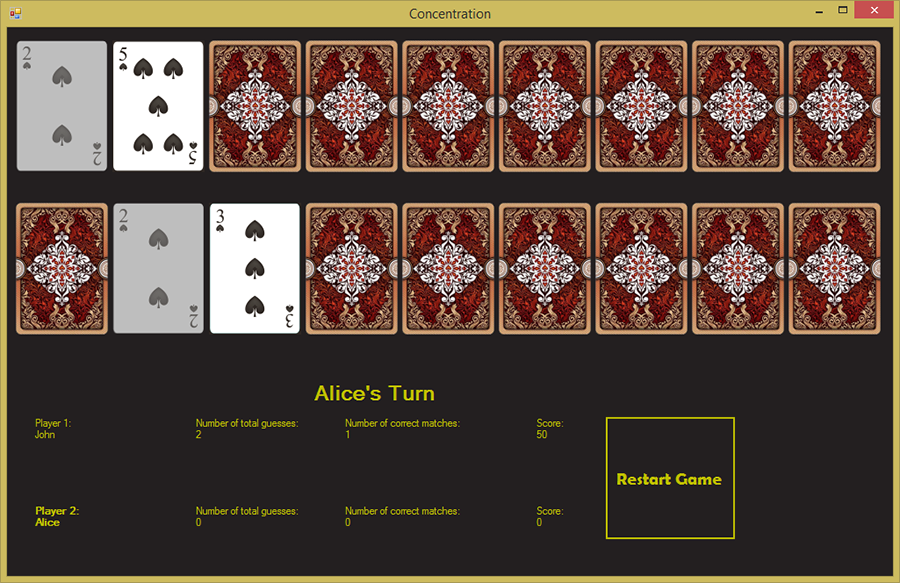 Concentration
2
2
5
5
2
2
3
3
Alice's Turn
Player 1:
John
Number of total guesses:
2
Number of correct matches:
1
Score:
50
Restart Game
Player 2:
Alice
Number of total guesses:
0
Number of correct matches:
0
Score:
0